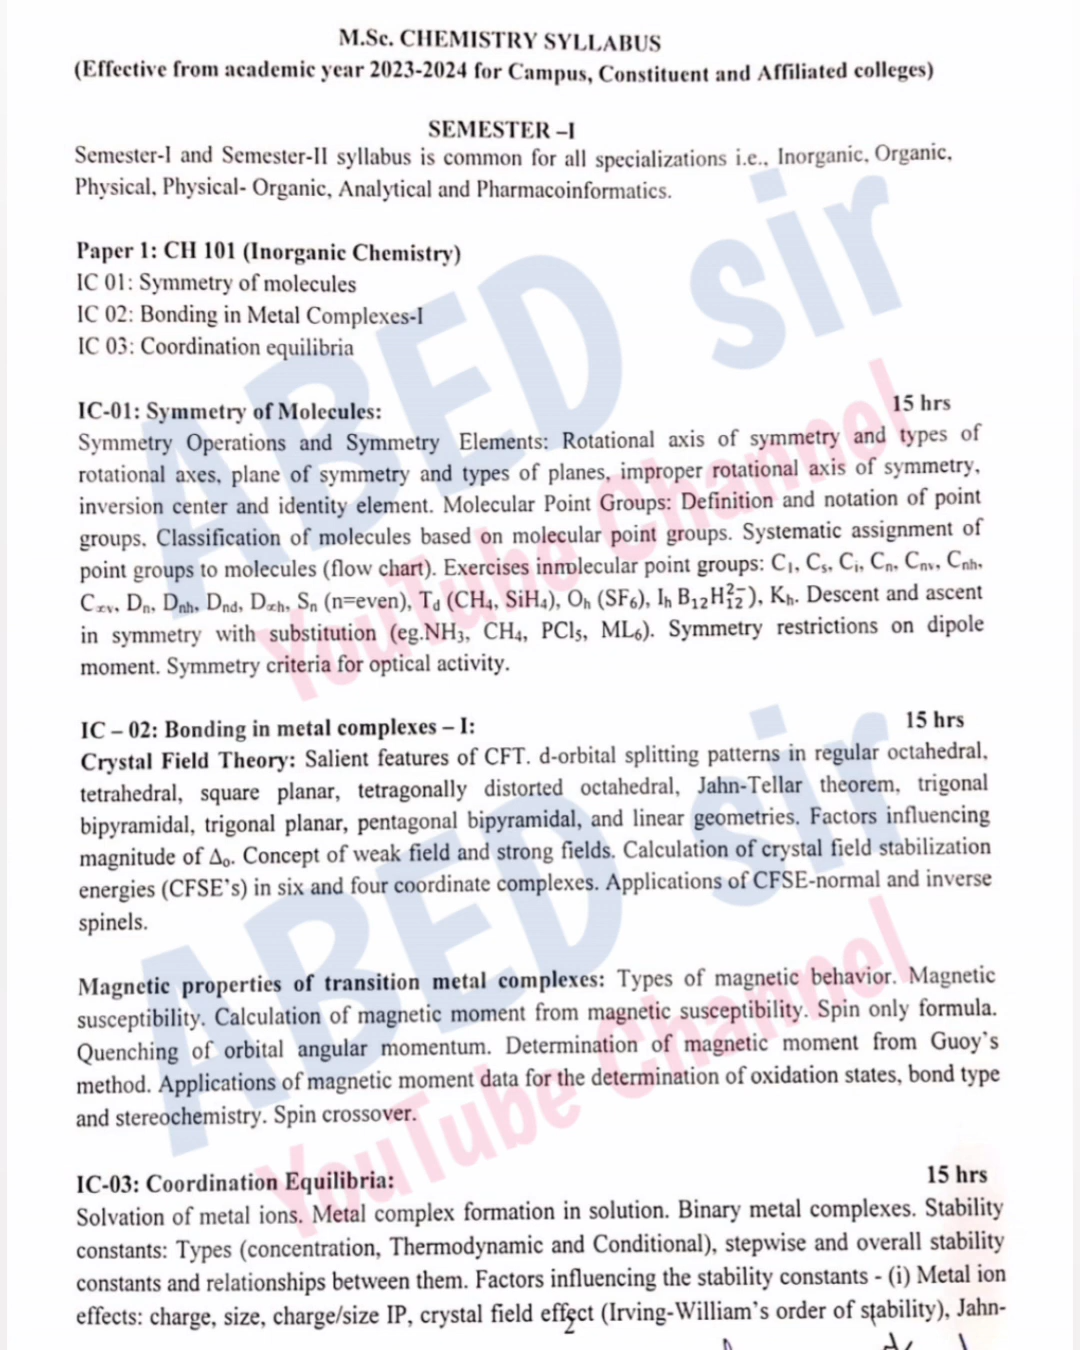 M.Sc. CHEMISTRY SYLLABUS
(Effective from academic year 2023-2024 for Campus, Constituent and Affiliated colleges)
SEMESTER –I
Semester-I and Semester-II syllabus is common for all specializations i.e., Inorganic, Organic,
Physical, Physical- Organic, Analytical and Pharmacoinformatics.
Paper 1: CH 101 (Inorganic Chemistry)
IC 01: Symmetry of molecules
IC 02: Bonding in Metal Complexes-I
IC 03: Coordination equilibria
IC-01: Symmetry of Molecules: 15 hrs
Symmetry Operations and Symmetry Elements: Rotational axis of symmetry and types of
rotational axes, plane of symmetry and types of planes, improper rotational axis of symmetry,
inversion center and identity element. Molecular Point Groups: Definition and notation of point
groups, Classification of molecules based on molecular point groups. Systematic assignment of
point groups to molecules (flow chart). Exercises inmolecular point groups: C₁, Cₛ, Cᵢ, Cₙ, Cₙᵥ, Cₙₕ,
C∝ᵥ, Dₙ, Dₙₕ, Dnd, D∝ₕ, Sₙ (n=even), Td (CH₄, SiH₄), Oₕ (SF₆), Iₕ B₁₂H₁₂²⁻), Kₕ. Descent and ascent
in symmetry with substitution (eg.NH₃, CH₄, PCl₅, ML₆). Symmetry restrictions on dipole
moment. Symmetry criteria for optical activity.
IC – 02: Bonding in metal complexes – I: 15 hrs
Crystal Field Theory: Salient features of CFT. d-orbital splitting patterns in regular octahedral,
tetrahedral, square planar, tetragonally distorted octahedral, Jahn-Tellar theorem, trigonal
bipyramidal, trigonal planar, pentagonal bipyramidal, and linear geometries. Factors influencing
magnitude of Δₒ. Concept of weak field and strong fields. Calculation of crystal field stabilization
energies (CFSE's) in six and four coordinate complexes. Applications of CFSE-normal and inverse
spinels.
Magnetic properties of transition metal complexes: Types of magnetic behavior. Magnetic
susceptibility. Calculation of magnetic moment from magnetic susceptibility. Spin only formula.
Quenching of orbital angular momentum. Determination of magnetic moment from Guoy's
method. Applications of magnetic moment data for the determination of oxidation states, bond type
and stereochemistry. Spin crossover.
IC-03: Coordination Equilibria: 15 hrs
Solvation of metal ions. Metal complex formation in solution. Binary metal complexes. Stability
constants: Types (concentration, Thermodynamic and Conditional), stepwise and overall stability
constants and relationships between them. Factors influencing the stability constants - (i) Metal ion
effects: charge, size, charge/size IP, crystal field effect (Irving-William's order of stability), Jahn-
2
ABED sir
YouTube Channel
ABED sir
YouTube Channel